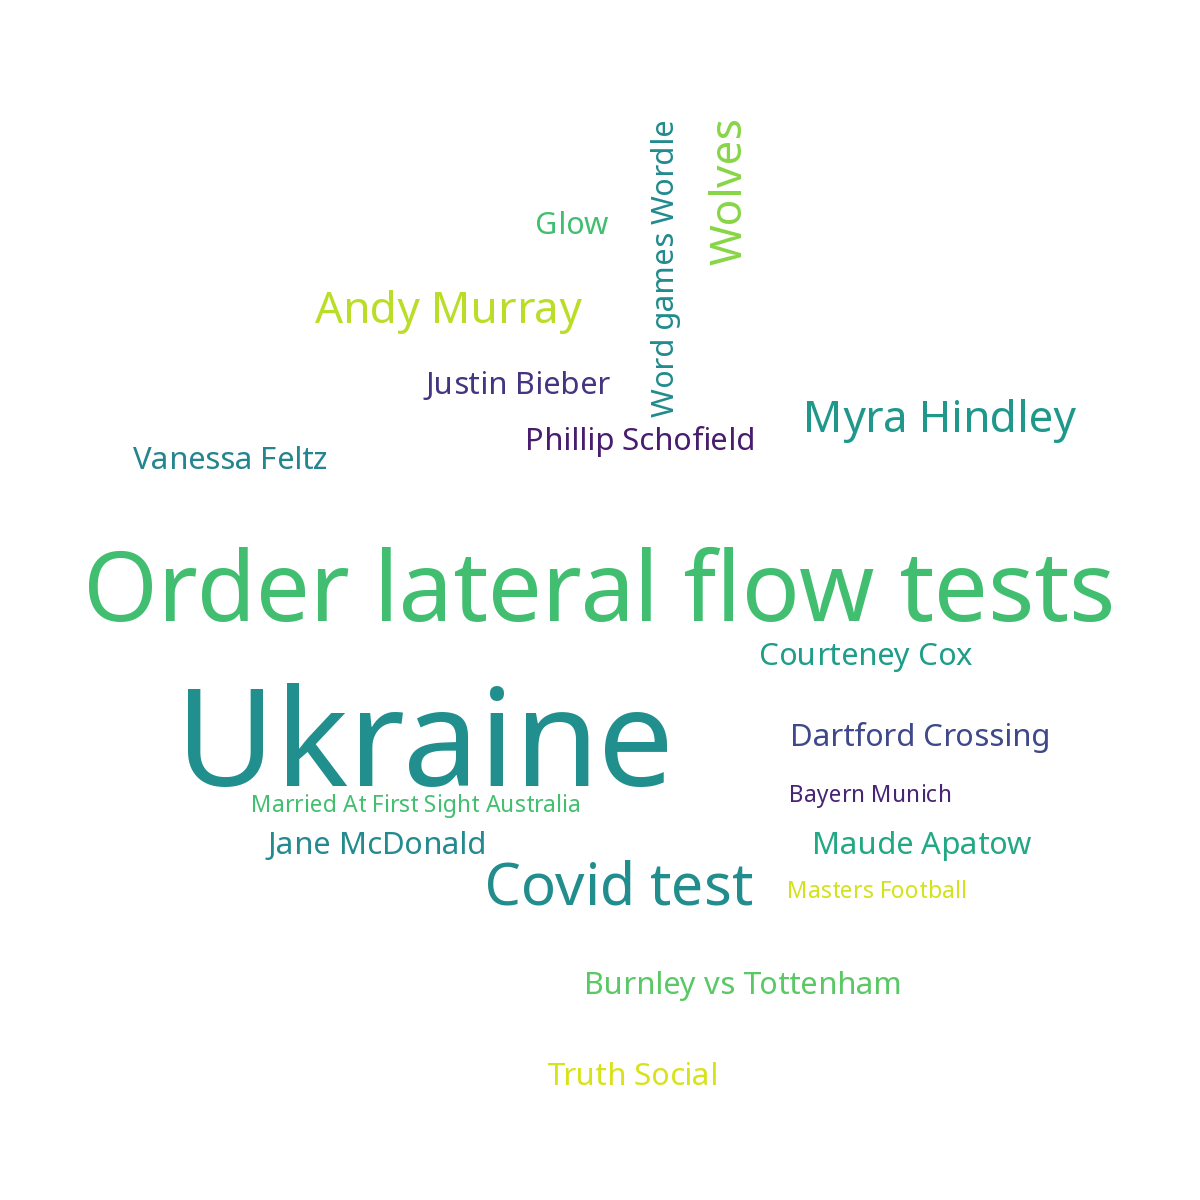 Word games Wordle
Wolves
Glow
Andy Murray
Justin Bieber
Myra Hindley
Phillip Schofield
Vanessa Feltz
Order lateral flow tests
Courteney Cox
Ukraine
Dartford Crossing
Bayern Munich
Married At First Sight Australia
Jane McDonald
Maude Apatow
Covid test
Masters Football
Burnley vs Tottenham
Truth Social